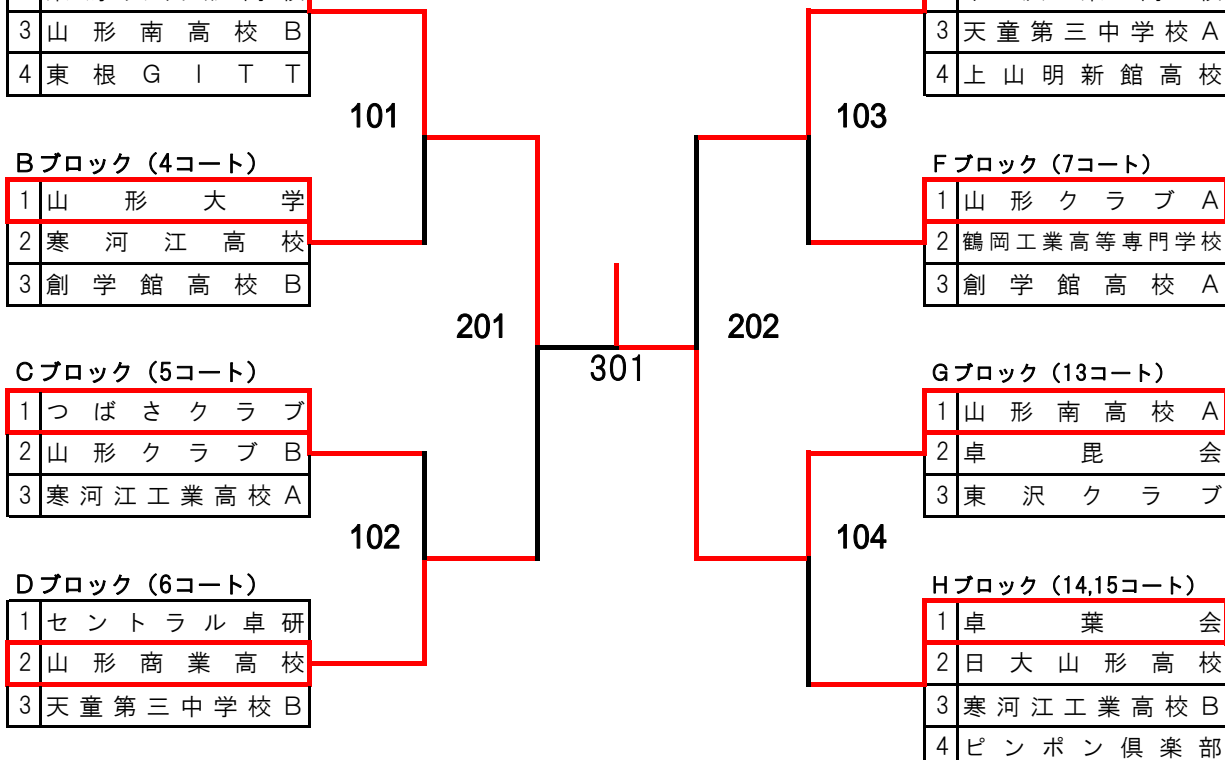 3 山形南高校B
4 東根GITT
101
Bブロック（4コート）
1 山形大学
2 寒河江高校
3 創学館高校B
201
Cブロック（5コート）
1 つばさクラブ
2 山形クラブB
3 寒河江工業高校A
102
Dブロック（6コート）
1 セントラル卓研
2 山形商業高校
3 天童第三中学校B
301
3 天童第三中学校A
4 上山明新館高校
103
Fブロック（7コート）
1 山形クラブA
2 鶴岡工業高等専門学校
3 創学館高校A
202
Gブロック（13コート）
1 山形南高校A
2 卓毘会
3 東沢クラブ
104
Hブロック（14,15コート）
1 卓葉会
2 日大山形高校
3 寒河江工業高校B
4 ピンポン倶楽部